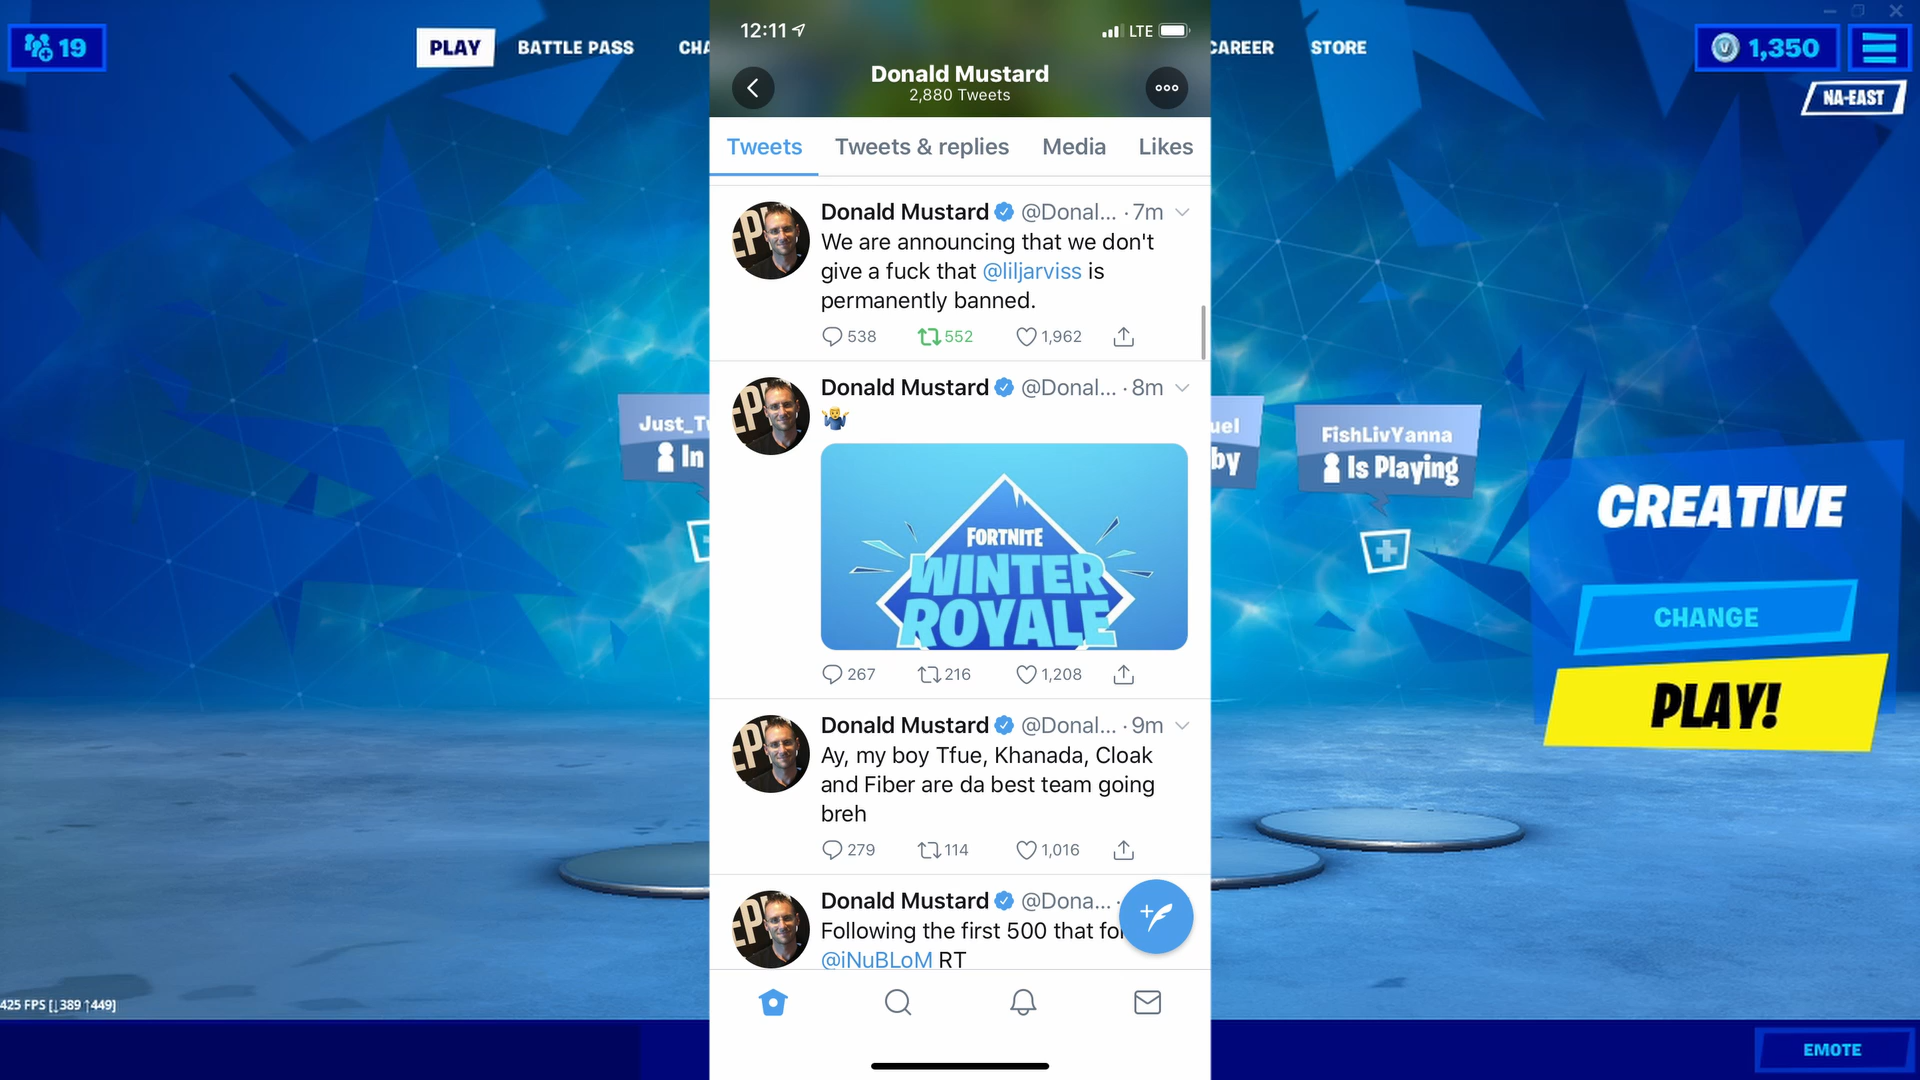 19
PLAY
BATTLE PASS
CAREER
STORE
1,350
NA-EAST
12:11
LTE
Donald Mustard
2,880 Tweets
Tweets
Tweets & replies
Media
Likes
Donald Mustard @Donal... · 7m
We are announcing that we don't
give a fuck that @liljarviss is
permanently banned.
538
552
1,962
Donald Mustard @Donal... · 8m
FORTNITE
WINTER
ROYALE
267
216
1,208
Donald Mustard @Donal... · 9m
Ay, my boy Tfue, Khanada, Cloak
and Fiber are da best team going
breh
279
114
1,016
Donald Mustard @Dona... ·
Following the first 500 that
@iNuBLoM RT
In
FishLivYanna
Is Playing
CREATIVE
CHANGE
PLAY!
425 FPS [↓389 ↑449]
EMOTE